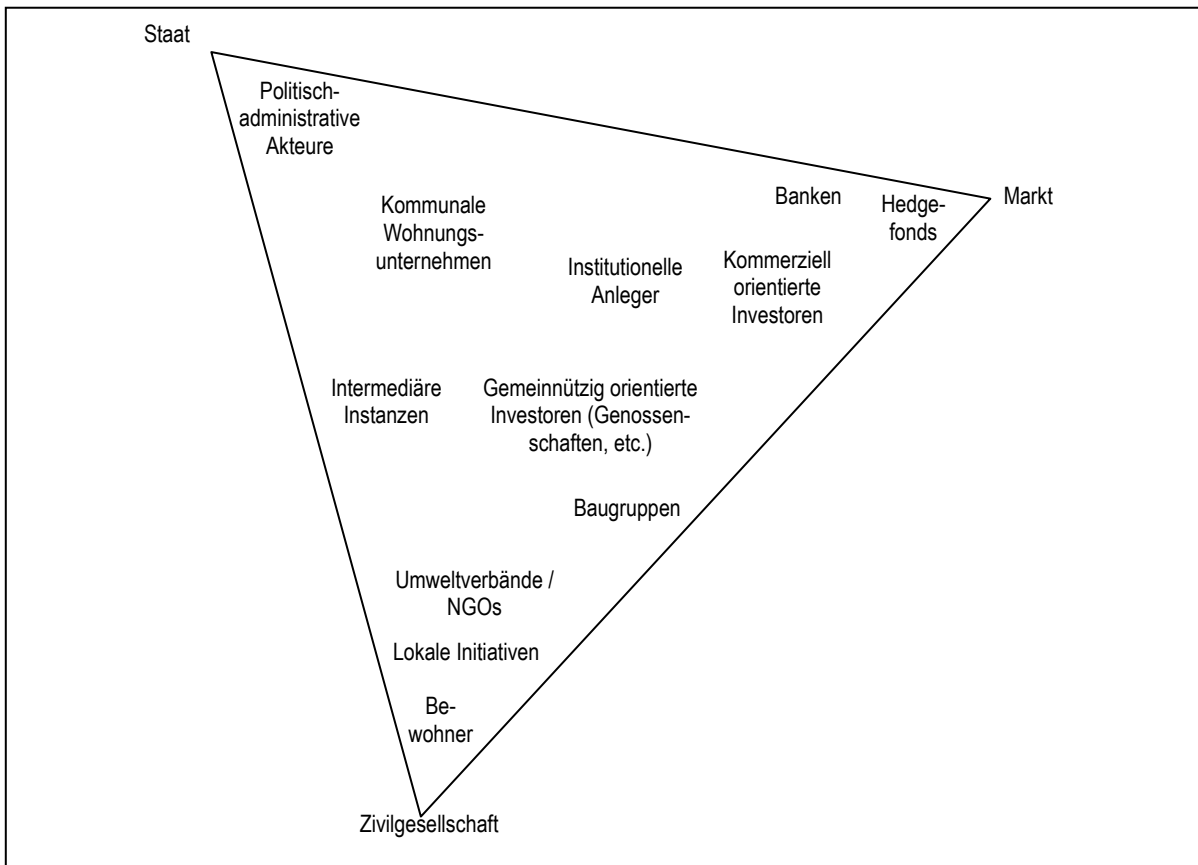 Staat
Politisch-
administrative
Akteure
Banken
Hedge-
fonds
Markt
Kommunale
Wohnungs-
unternehmen
Institutionelle
Anleger
Kommerziell
orientierte
Investoren
Intermediäre
Instanzen
Gemeinnützig orientierte
Investoren (Genossen-
schaften, etc.)
Baugruppen
Umweltverbände /
NGOs
Lokale Initiativen
Be-
wohner
Zivilgesellschaft